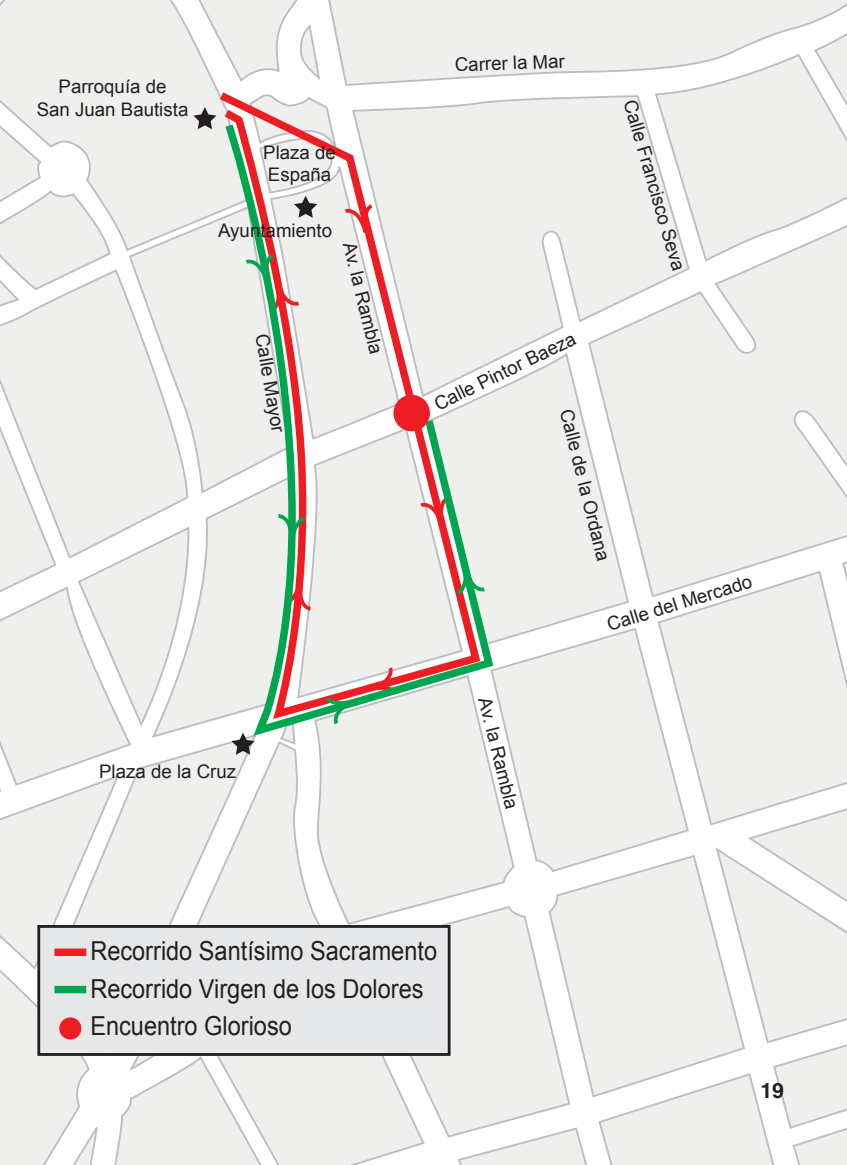 Carrer la Mar
Parroquía de
San Juan Bautista
Calle Francisco Seva
Plaza de
España
Ayuntamiento
Av. la Rambla
Calle Mayor
Calle Pintor Baeza
Calle de la Ordana
Calle del Mercado
Av. la Rambla
Plaza de la Cruz
Recorrido Santísimo Sacramento
Recorrido Virgen de los Dolores
Encuentro Glorioso
19